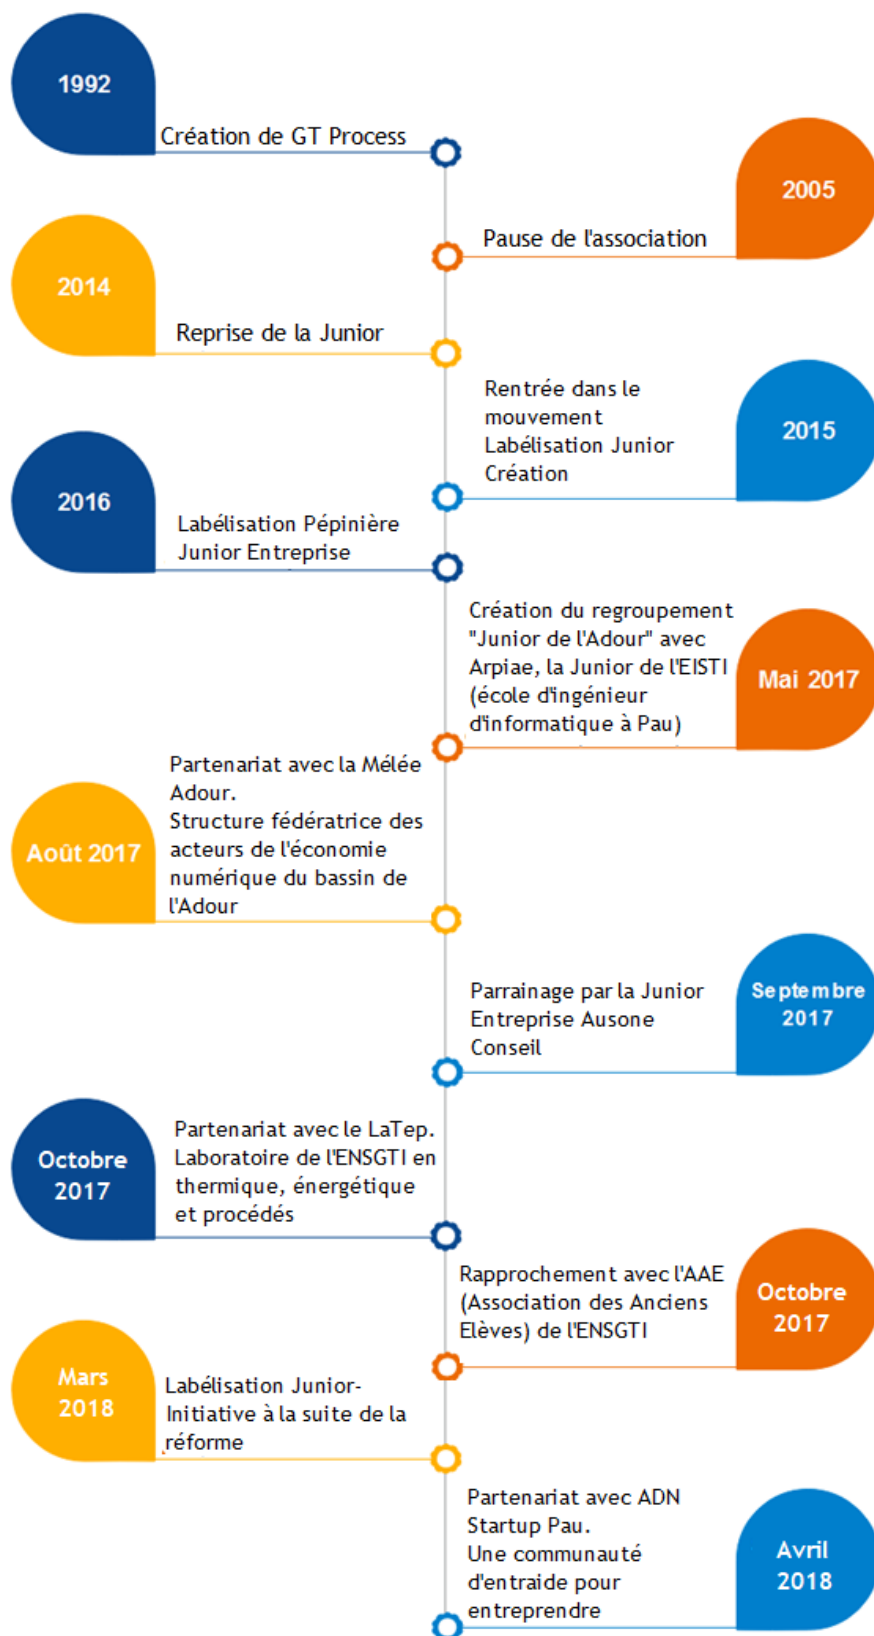 1992
Création de GT Process
2005
Pause de l'association
2014
Reprise de la Junior
Rentrée dans le
mouvement
Labélisation Junior
Création
2015
2016
Labélisation Pépinière
Junior Entreprise
Création du regroupement
"Junior de l'Adour" avec
Arpiae, la Junior de l'EISTI
(école d'ingénieur
d'informatique à Pau)
Mai 2017
Partenariat avec la Mélée
Adour.
Structure fédératrice des
acteurs de l'économie
numérique du bassin de
l'Adour
Août 2017
Parrainage par la Junior
Entreprise Ausone
Conseil
Septembre
2017
Octobre
2017
Partenariat avec le LaTep.
Laboratoire de l'ENSGTI en
thermique, énergétique
et procédés
Rapprochement avec l'AAE
(Association des Anciens
Elèves) de l'ENSGTI
Octobre
2017
Mars
2018
Labélisation Junior-
Initiative à la suite de la
réforme
Partenariat avec ADN
Startup Pau.
Une communauté
d'entraide pour
entreprendre
Avril
2018